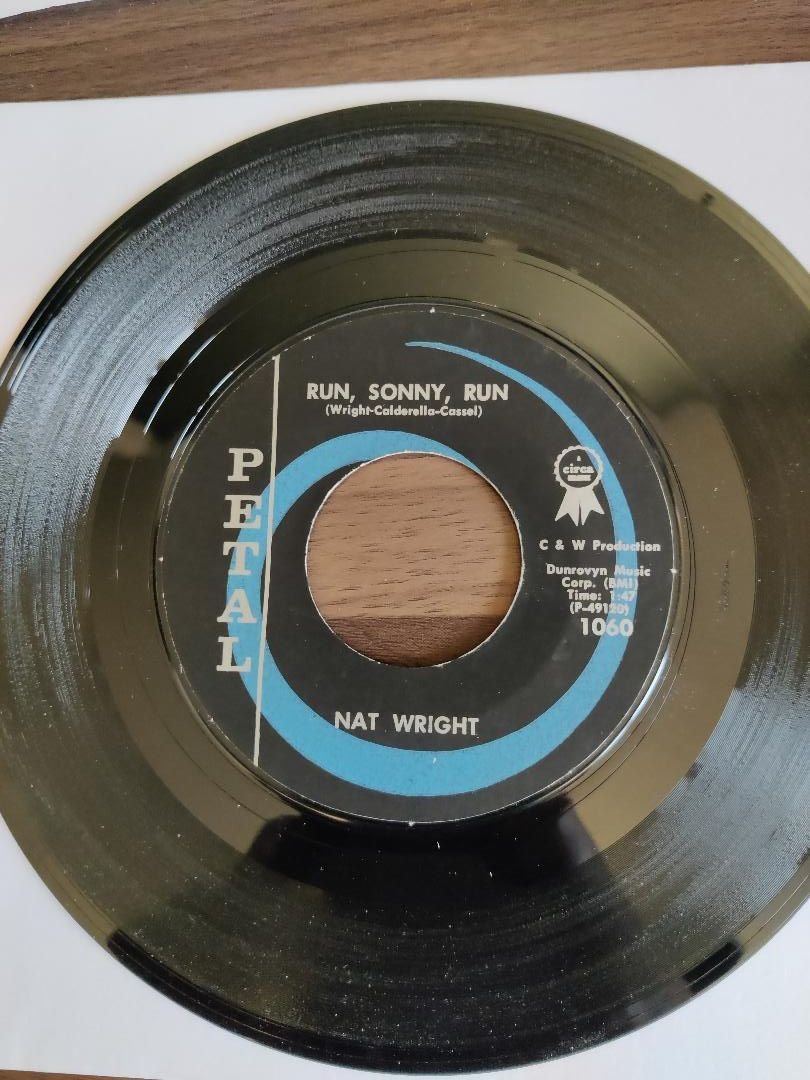 RUN, SONNY, RUN
(Wright-Calderella-Cassel)
PETAL
A
circa
C & W Production
Dunrovyn Music
Corp. (BMI)
Time: 1:47
(P-49120)
1060
NAT WRIGHT